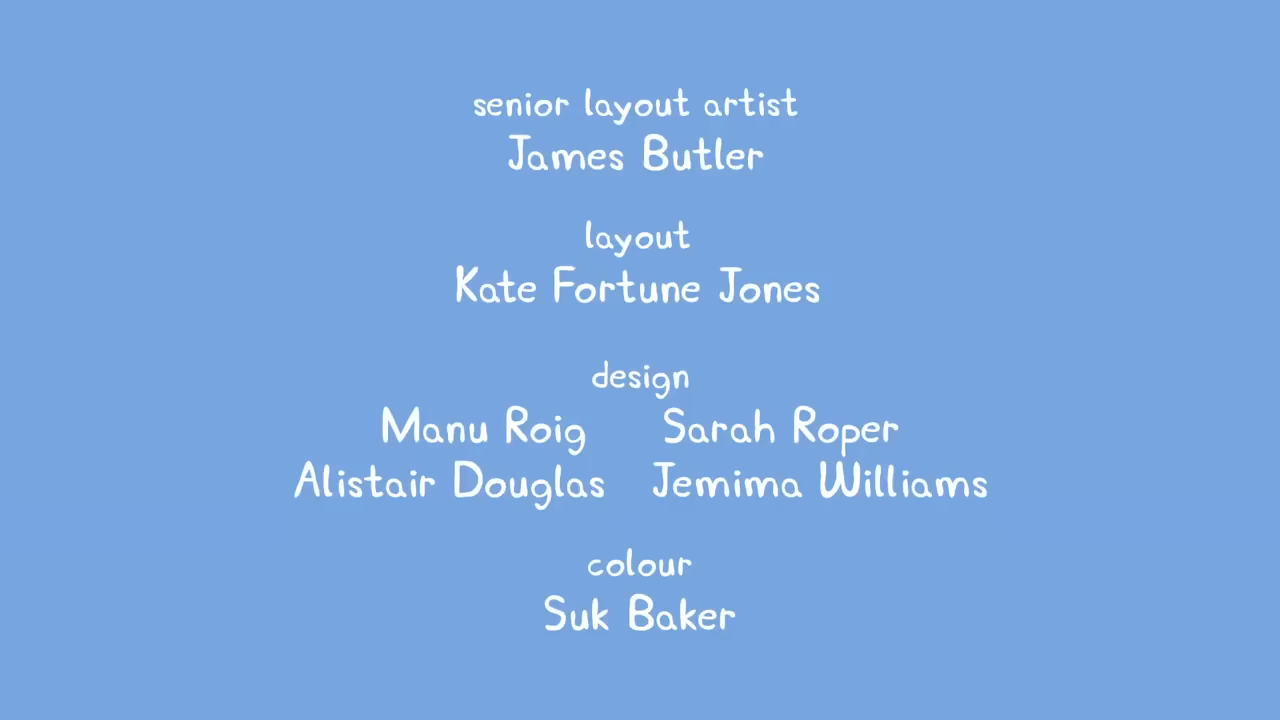 senior layout artist
James Butler
layout
Kate Fortune Jones
design
Manu Roig Sarah Roper
Alistair Douglas Jemima Williams
colour
Suk Baker